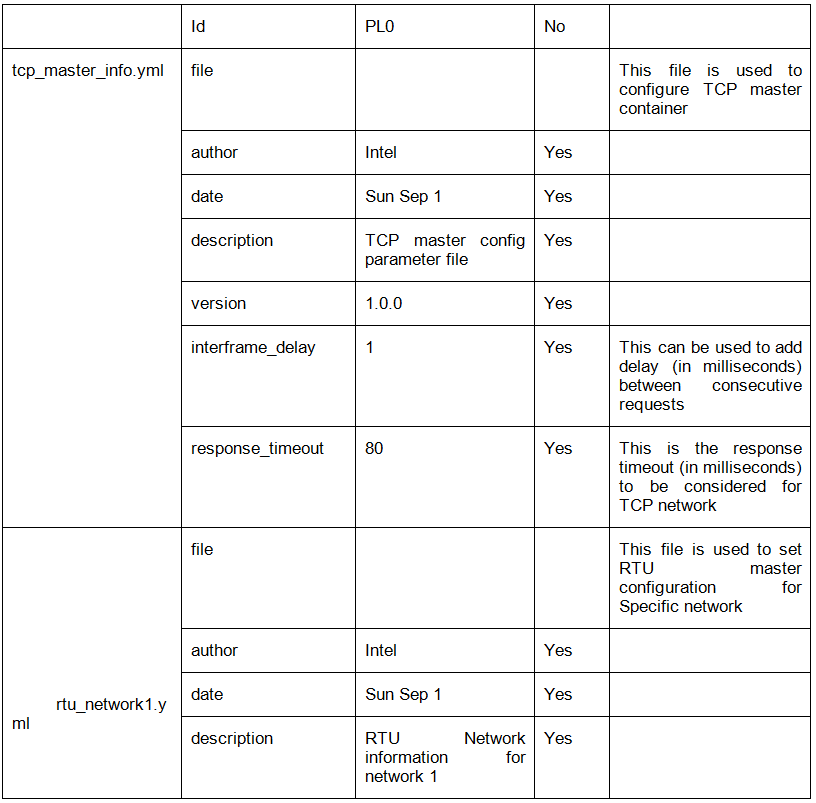 Id PL0 No
tcp_master_info.yml file This file is used to
configure TCP master
container
author Intel Yes
date Sun Sep 1 Yes
description TCP master config Yes
parameter file
version 1.0.0 Yes
interframe_delay 1 Yes This can be used to add
delay (in milliseconds)
between consecutive
requests
response_timeout 80 Yes This is the response
timeout (in milliseconds)
to be considered for
TCP network
file This file is used to set
RTU master
configuration for
Specific network
author Intel Yes
rtu_network1.y
ml
date Sun Sep 1 Yes
description RTU Network Yes
information for
network 1